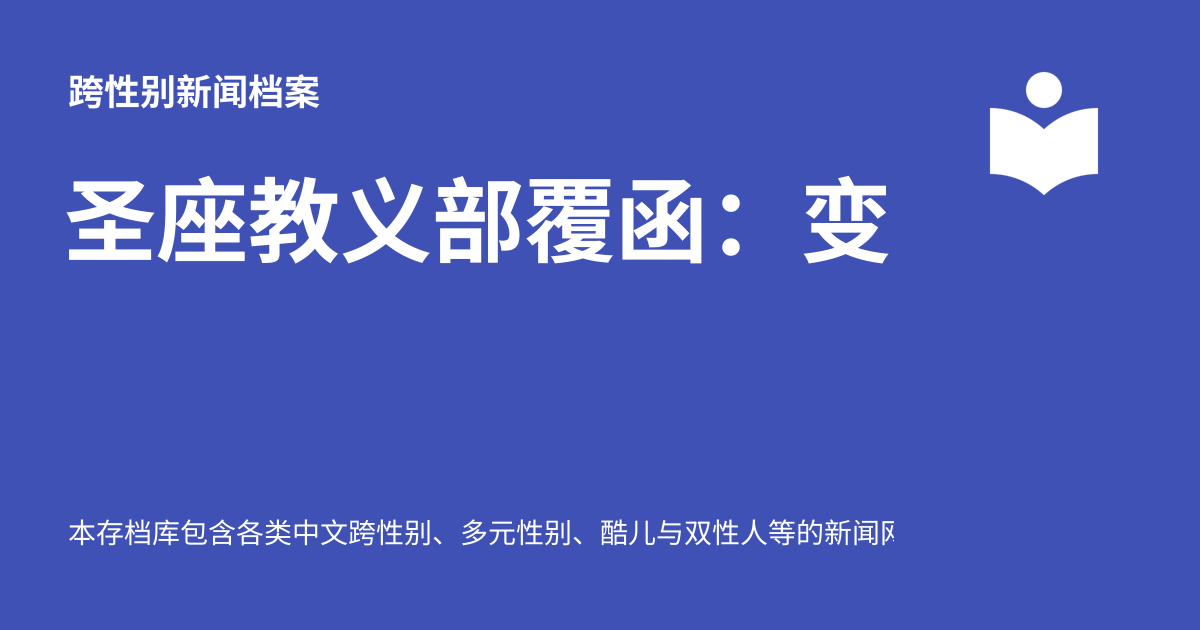 跨性别新闻档案
圣座教义部覆函：变
本存档库包含各类中文跨性别、多元性别、酷儿与双性人等的新闻网